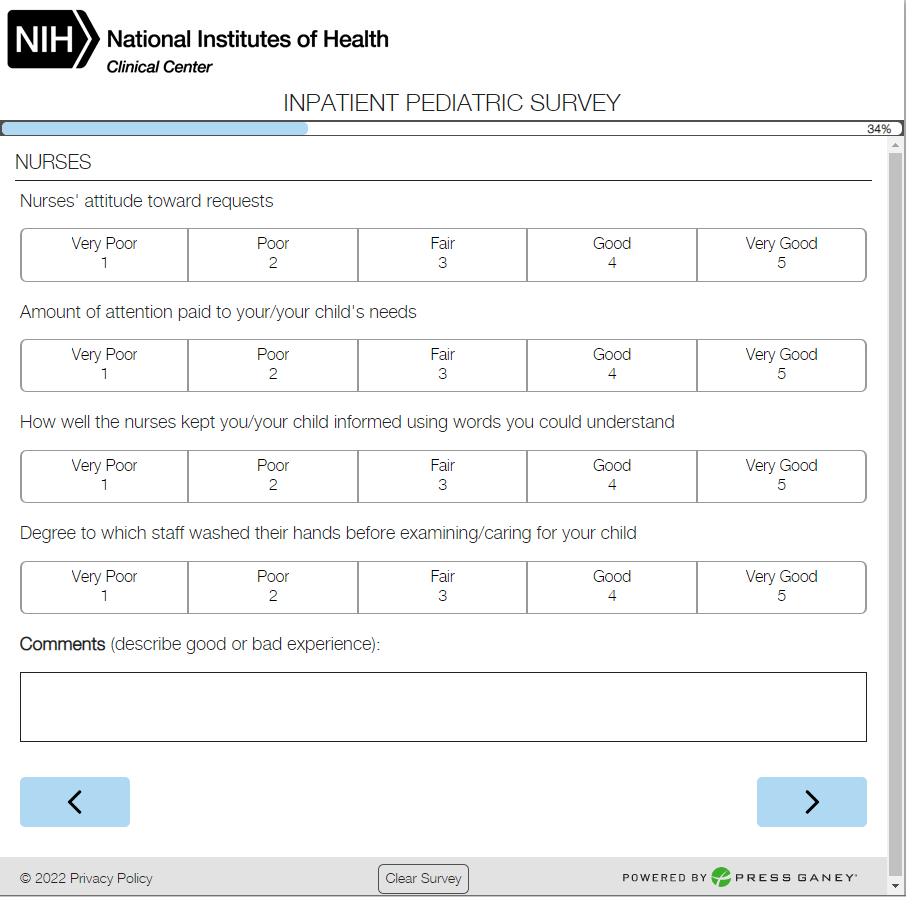 NIH
National Institutes of Health
Clinical Center
INPATIENT PEDIATRIC SURVEY
34%
NURSES
Nurses' attitude toward requests
Very Poor Poor Fair Good Very Good
1 2 3 4 5
Amount of attention paid to your/your child's needs
Very Poor Poor Fair Good Very Good
1 2 3 4 5
How well the nurses kept you/your child informed using words you could understand
Very Poor Poor Fair Good Very Good
1 2 3 4 5
Degree to which staff washed their hands before examining/caring for your child
Very Poor Poor Fair Good Very Good
1 2 3 4 5
Comments (describe good or bad experience):
© 2022 Privacy Policy Clear Survey POWERED BY PRESS GANEY